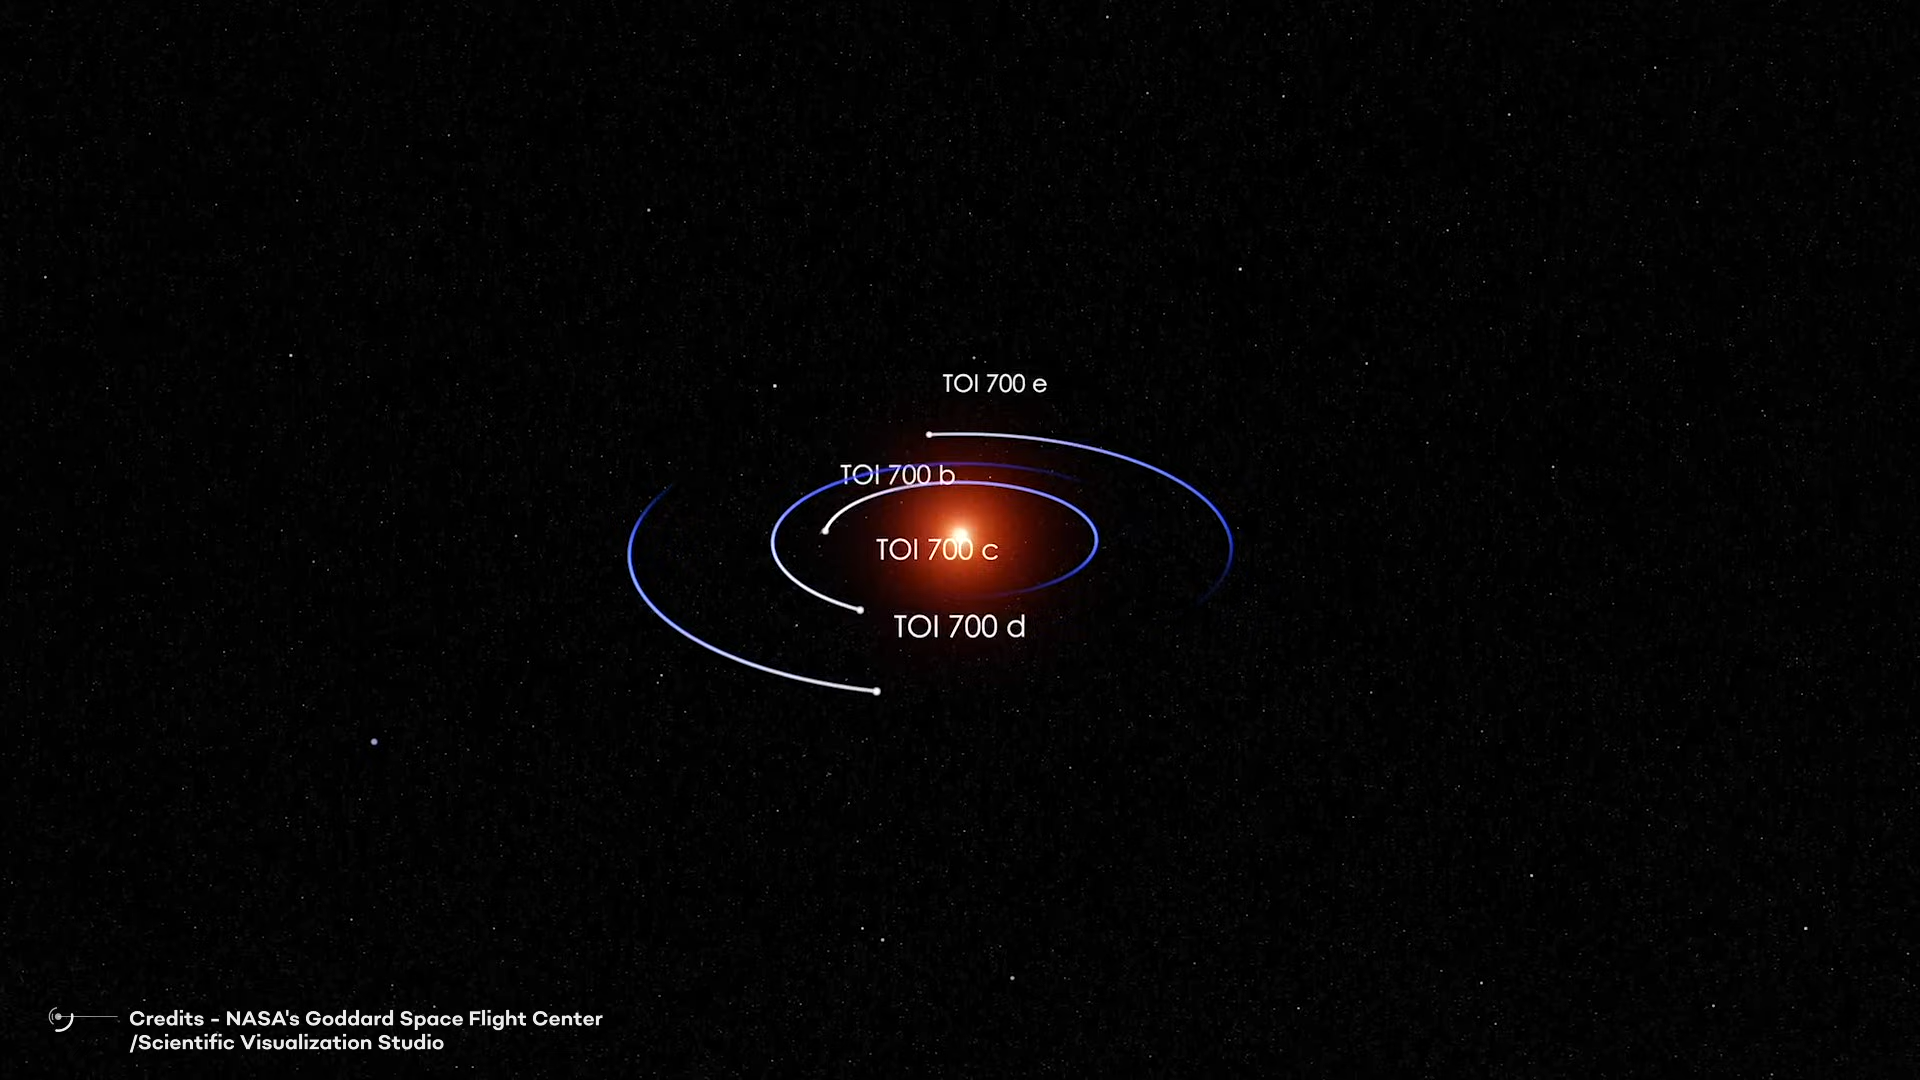 TOI 700 e
TOI 700 b
TOI 700 c
TOI 700 d
Credits - NASA's Goddard Space Flight Center
/Scientific Visualization Studio